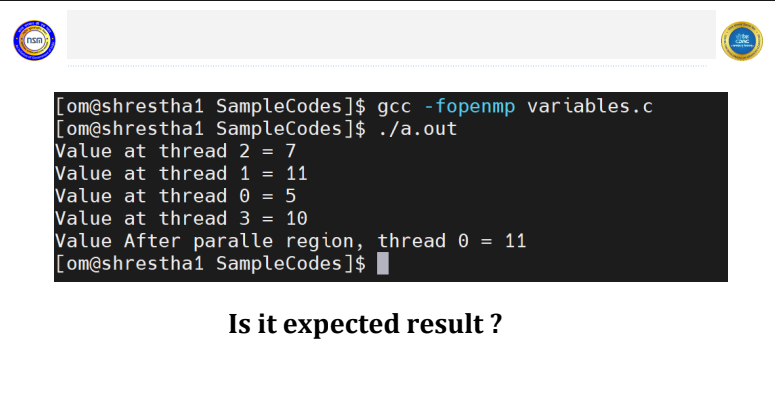 nsm
CDAC
[om@shrestha1 SampleCodes]$ gcc -fopenmp variables.c
[om@shrestha1 SampleCodes]$ ./a.out
Value at thread 2 = 7
Value at thread 1 = 11
Value at thread 0 = 5
Value at thread 3 = 10
Value After paralle region, thread 0 = 11
[om@shrestha1 SampleCodes]$
Is it expected result ?